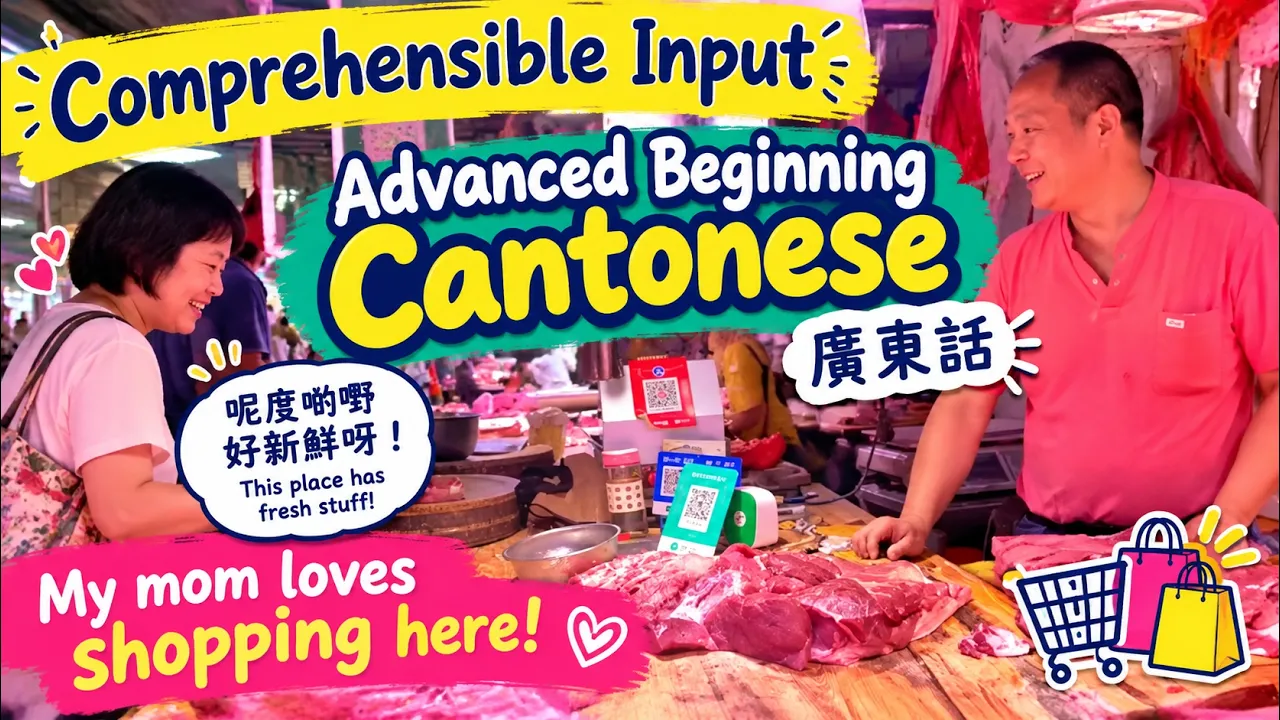 Comprehensible Input
Advanced Beginning
Cantonese
廣東話
呢度啲嘢
好新鮮呀！
This place has
fresh stuff!
My mom loves
shopping here!